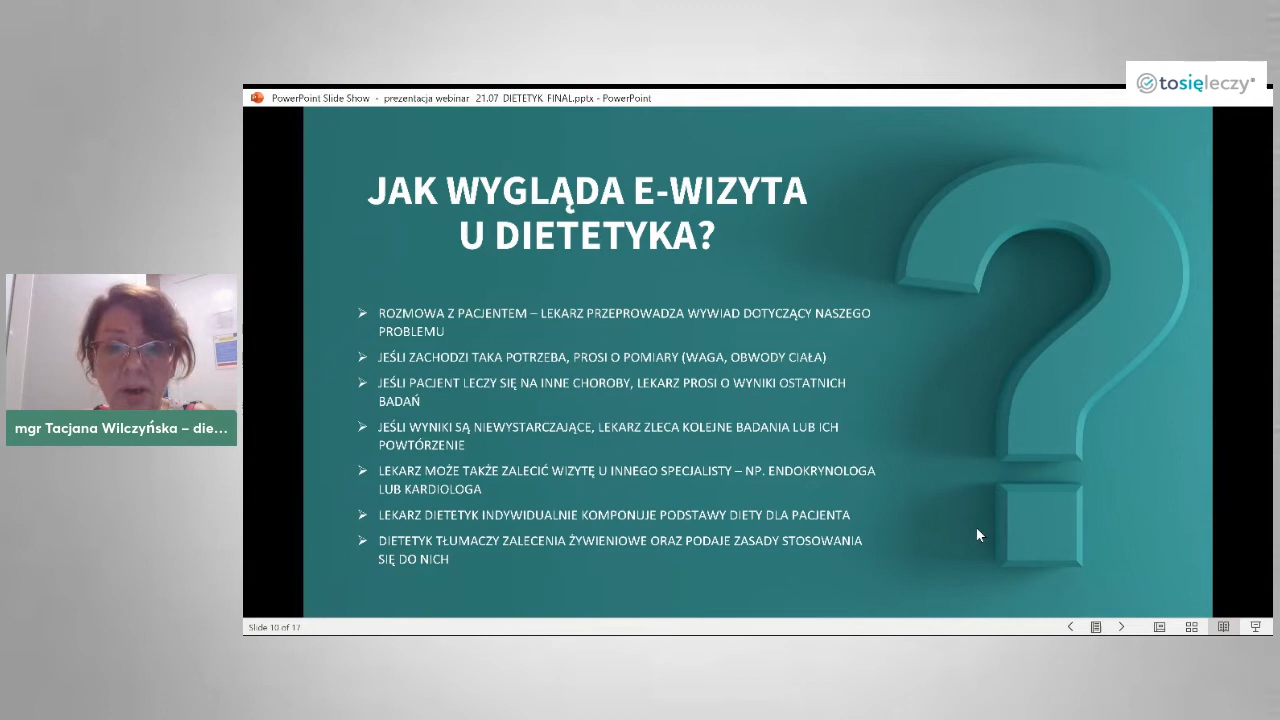 tosięleczy
PowerPoint Slide Show - prezentacja webinar 21.07 DIETETYK FINAL.pptx - PowerPoint
JAK WYGLĄDA E-WIZYTA
U DIETETYKA?
ROZMOWA Z PACJENTEM – LEKARZ PRZEPROWADZA WYWIAD DOTYCZĄCY NASZEGO
PROBLEMU
JEŚLI ZACHODZI TAKA POTRZEBA, PROSI O POMIARY (WAGA, OBWODY CIAŁA)
JEŚLI PACJENT LECZY SIĘ NA INNE CHOROBY, LEKARZ PROSI O WYNIKI OSTATNICH
BADAŃ
JEŚLI WYNIKI SĄ NIEWYSTARCZAJĄCE, LEKARZ ZLECA KOLEJNE BADANIA LUB ICH
POWTÓRZENIE
LEKARZ MOŻE TAKŻE ZALECIĆ WIZYTĘ U INNEGO SPECJALISTY – NP. ENDOKRYNOLOGA
LUB KARDIOLOGA
LEKARZ DIETETYK INDYWIDUALNIE KOMPONUJE PODSTAWY DIETY DLA PACJENTA
DIETETYK TŁUMACZY ZALECENIA ŻYWIENIOWE ORAZ PODAJE ZASADY STOSOWANIA
SIĘ DO NICH
mgr Tacjana Wilczyńska – die...
Slide 10 of 17